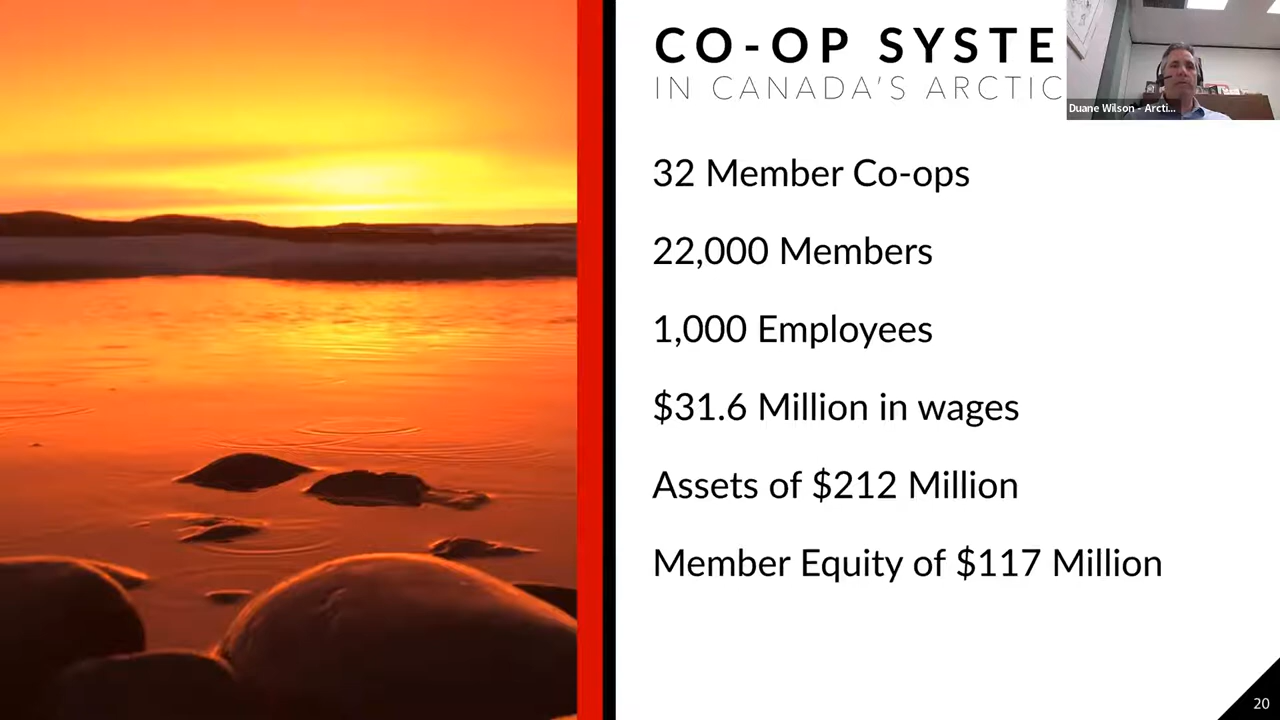 CO-OP SYSTE
IN CANADA'S ARCTIC
Duane Wilson - Arcti...
32 Member Co-ops
22,000 Members
1,000 Employees
$31.6 Million in wages
Assets of $212 Million
Member Equity of $117 Million
20